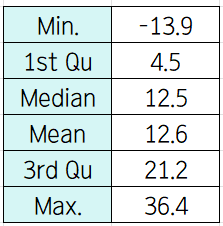 Min. -13.9
1st Qu 4.5
Median 12.5
Mean 12.6
3rd Qu 21.2
Max. 36.4